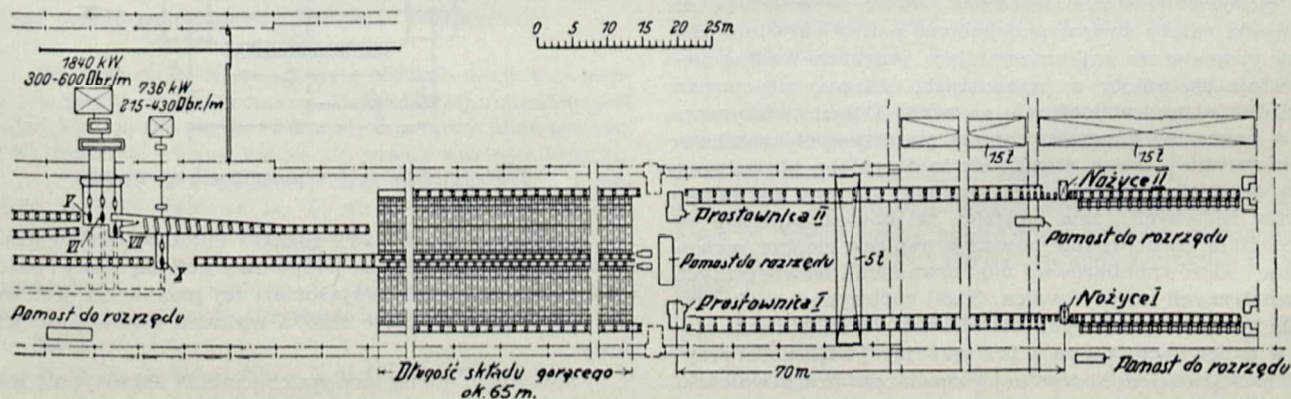 0 5 10 15 20 25m
1840 kW
300-600 Obr/m
736 kW
215-430 Obr/m
15t
15t
Nożyce II
V
Prostownica II
Pomost do rozrządu
VI
VII
Pomost do rozrządu
5t
X
Prostownica I
Nożyce I
Pomost do rozrządu
Długość składu gorącego
ok. 65 m.
70m
Pomost do rozrządu